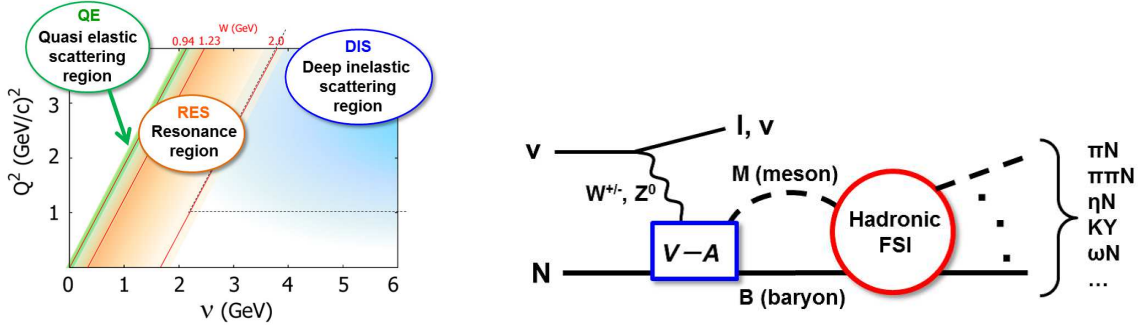 QE
Quasi elastic
scattering
region
W (GeV)
0.94 1.23 2.0
DIS
Deep inelastic
scattering
region
RES
Resonance
region
Q² (GeV/c)²
3
2
1
0 1 2 3 4 5 6
ν (GeV)
ν
l, ν
W⁺/⁻, Z⁰
M (meson)
V−A
Hadronic
FSI
N
B (baryon)
πN
ππN
ηN
KY
ωN
...